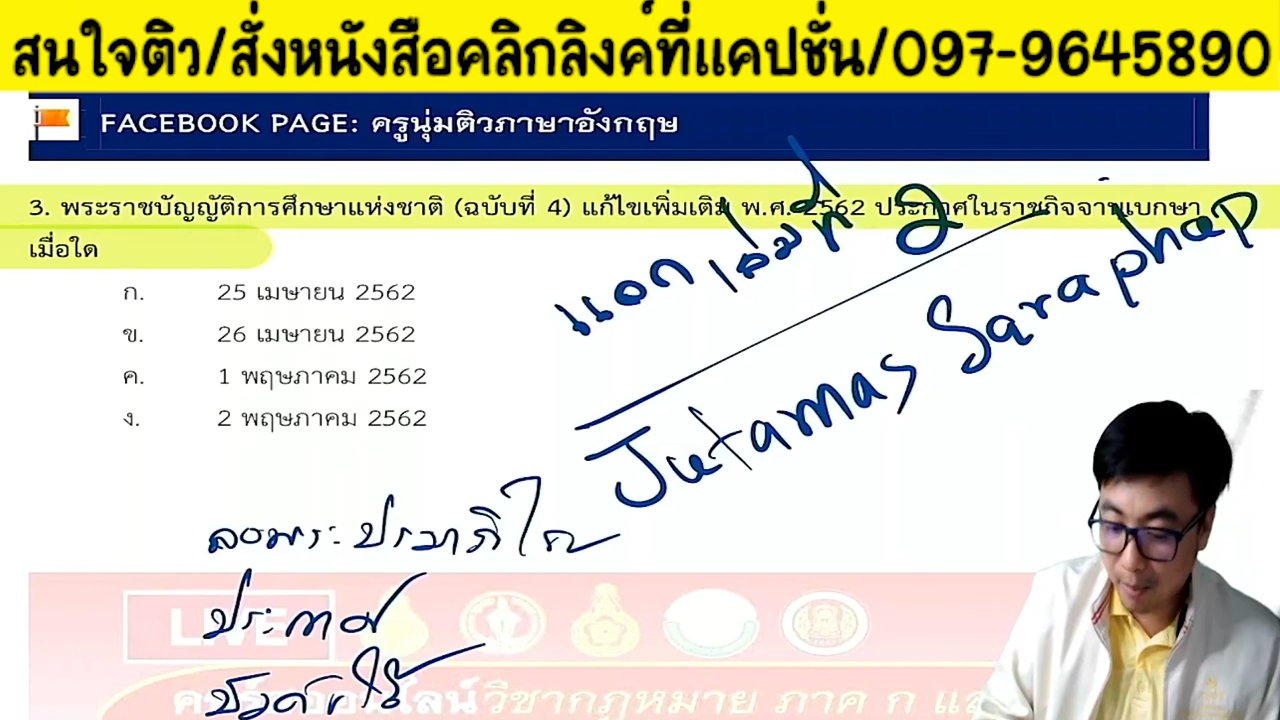 สนใจติว/สั่งหนังสือคลิกลิงค์ที่แคปชั่น/097-9645890
FACEBOOK PAGE: ครูนุ่มติวภาษาอังกฤษ
3. พระราชบัญญัติการศึกษาแห่งชาติ (ฉบับที่ 4) แก้ไขเพิ่มเติม พ.ศ. 2562 ประกาศในราชกิจจานุเบกษา
เมื่อใด
ก. 25 เมษายน 2562
ข. 26 เมษายน 2562
ค. 1 พฤษภาคม 2562
ง. 2 พฤษภาคม 2562
แจกเล่มที่ 2
Jutamas Saraphap
ลงพระปรมาภิไธย
ประกาศ
บังคับใช้
LIVE
ออนไลน์วิชากฎหมาย ภาค ก